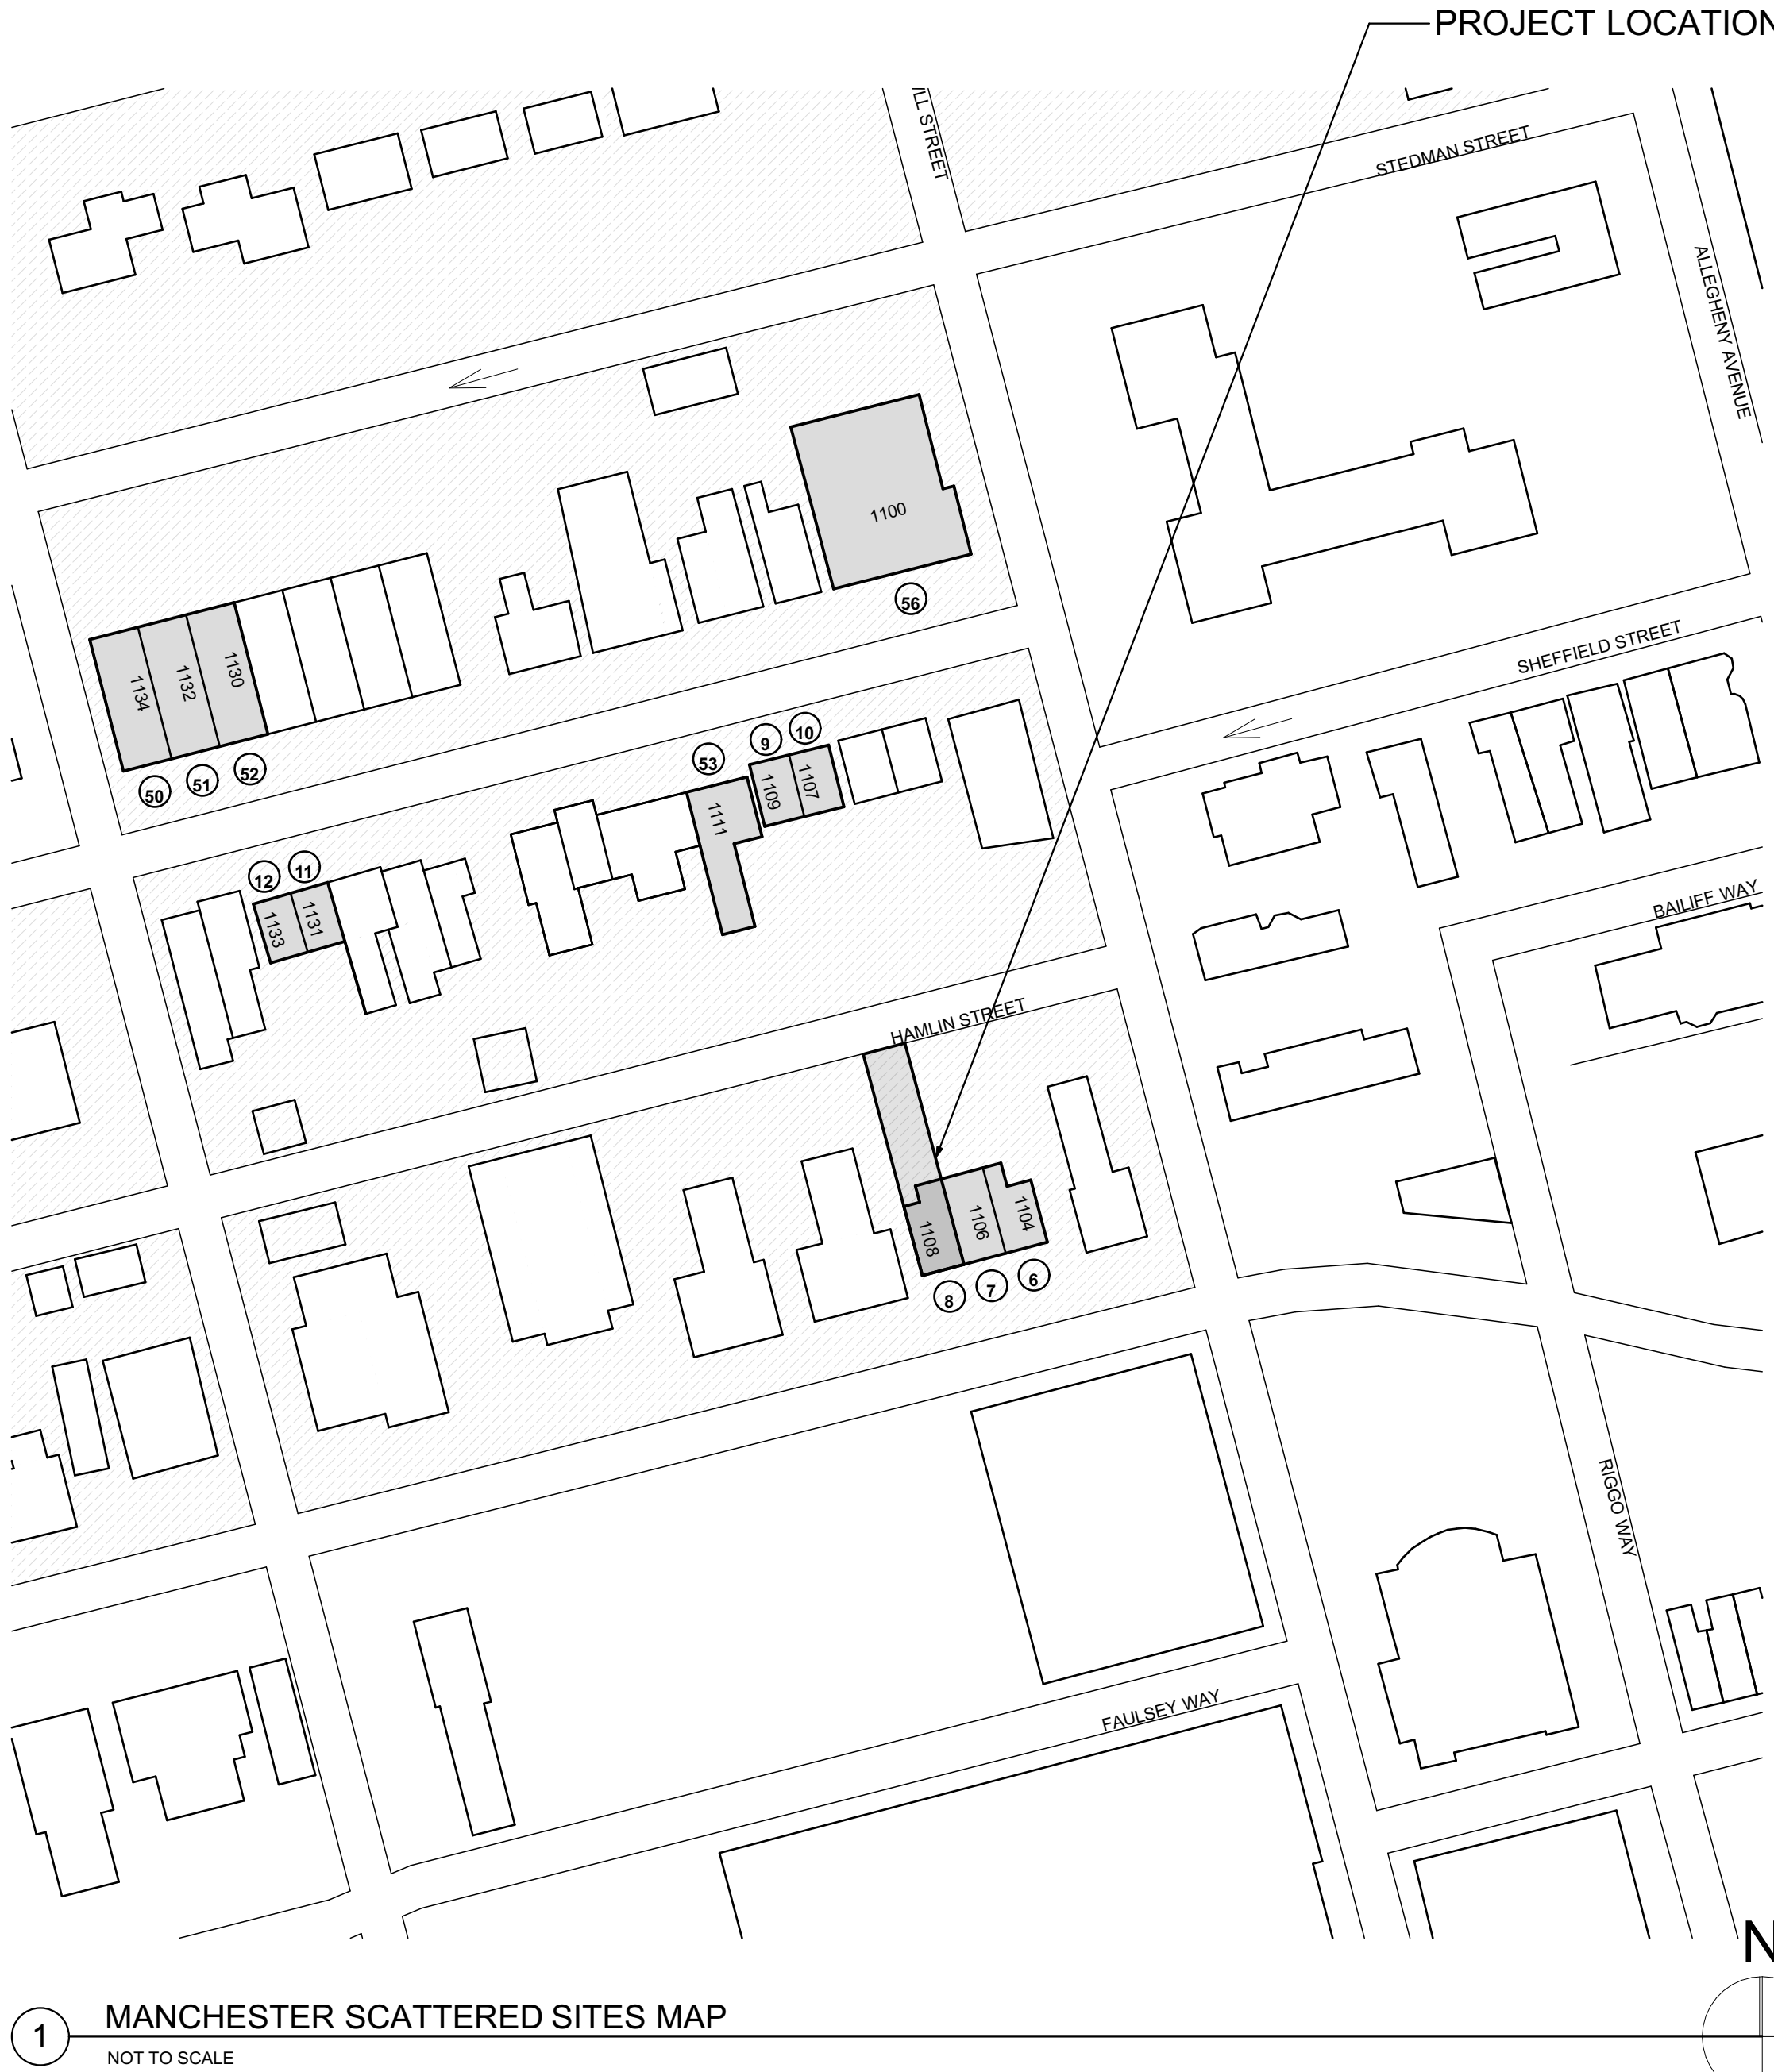 PROJECT LOCATION
STEDMAN STREET
ALLEGHENY AVENUE
1100
56
SHEFFIELD STREET
1134
1132
1130
50
51
52
53
9
10
1111
1109
1107
12
11
1133
1131
BAILIFF WAY
HAMLIN STREET
1108
1106
1104
8
7
6
RIGGO WAY
FAULSEY WAY
N
1
MANCHESTER SCATTERED SITES MAP
NOT TO SCALE